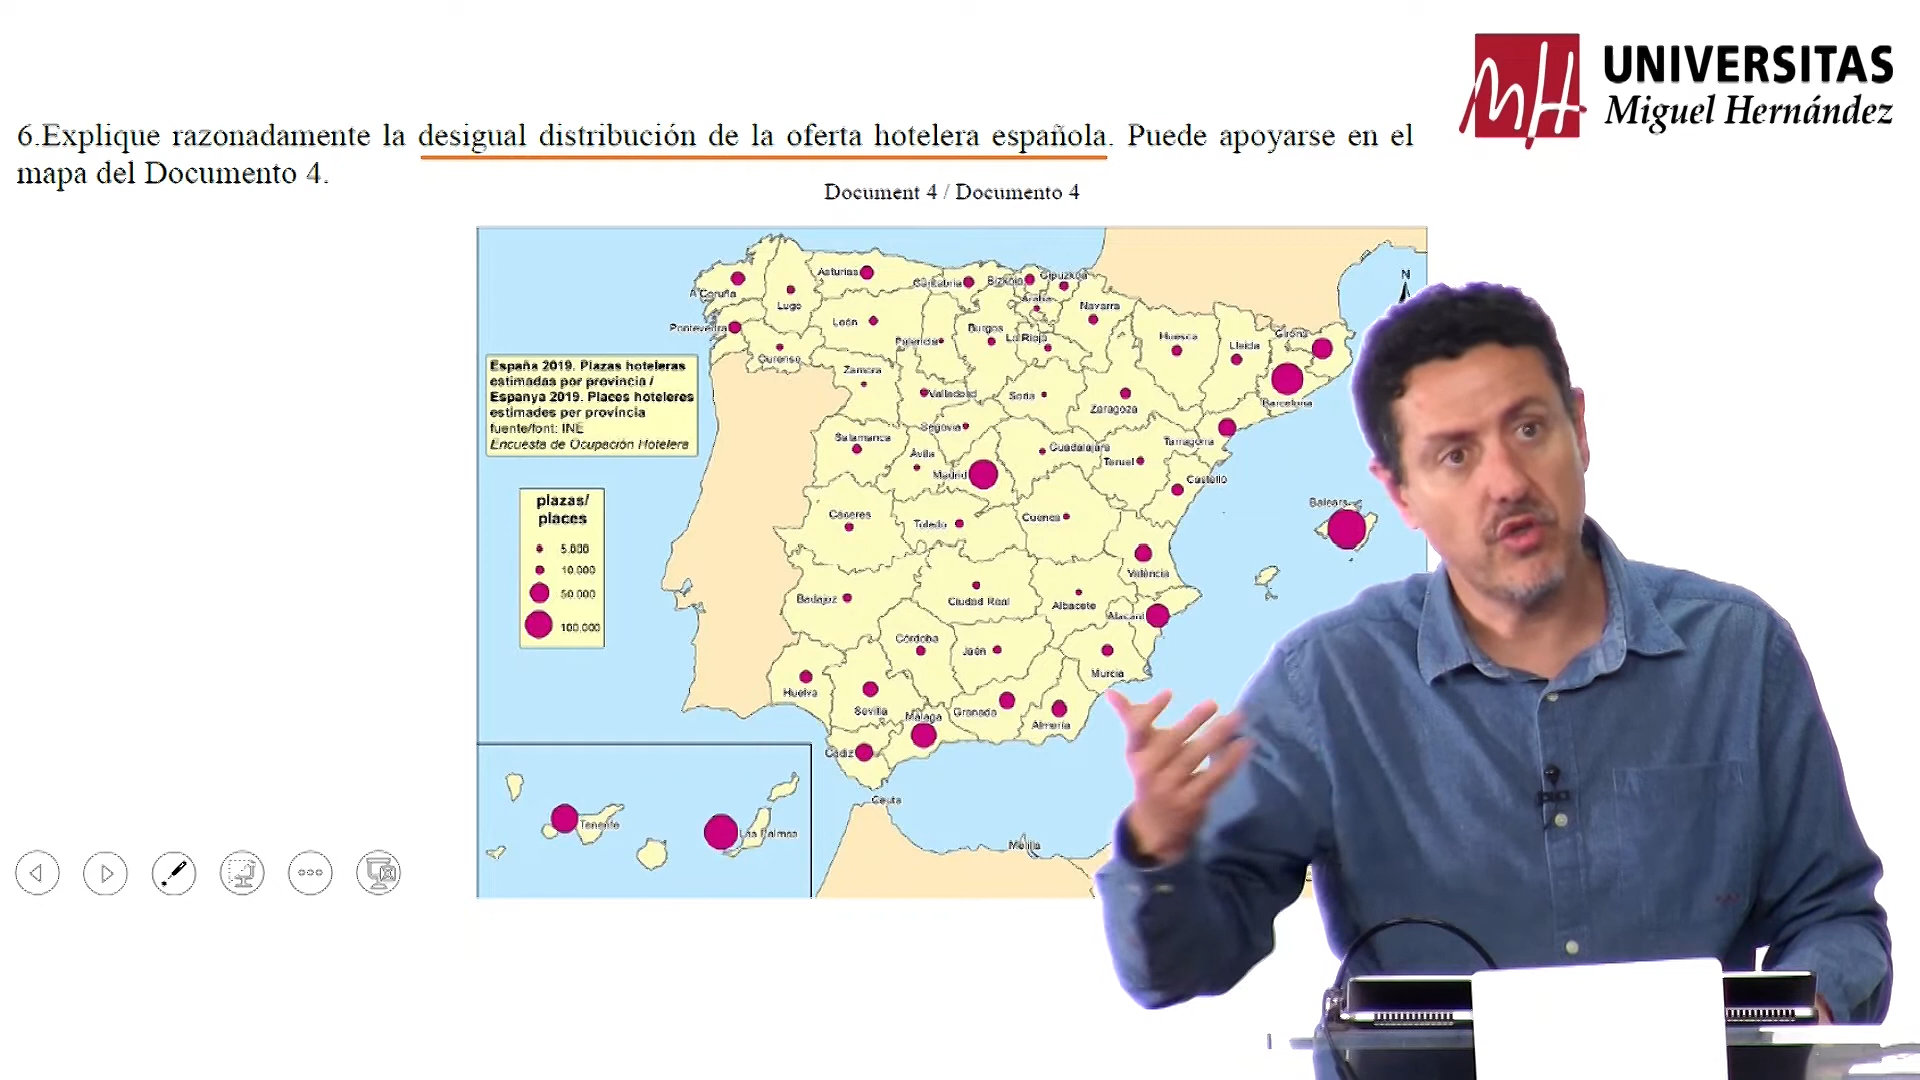 UNIVERSITAS
Miguel Hernández
6.Explique razonadamente la desigual distribución de la oferta hotelera española. Puede apoyarse en el
mapa del Documento 4.
Document 4 / Documento 4
N
Asturias
Cantabria
Bizkaia
Gipuzkoa
A Coruña
Lugo
Araba
Navarra
Pontevedra
León
Burgos
La Rioja
Huesca
Lleida
Girona
Palencia
Ourense
España 2019. Plazas hoteleras
estimadas por provincia /
Espanya 2019. Places hoteleres
estimades per província
fuente/font: INE
Encuesta de Ocupación Hotelera
Zamora
Valladolid
Soria
Zaragoza
Barcelona
Segovia
Salamanca
Tarragona
Ávila
Guadalajara
Teruel
Madrid
Castelló
plazas/
places
5.000
10.000
50.000
100.000
Balears
Cáceres
Toledo
Cuenca
València
Badajoz
Ciudad Real
Albacete
Alacant
Córdoba
Jaén
Murcia
Huelva
Sevilla
Málaga
Granada
Almería
Cádiz
Ceuta
Tenerife
Las Palmas
Melilla